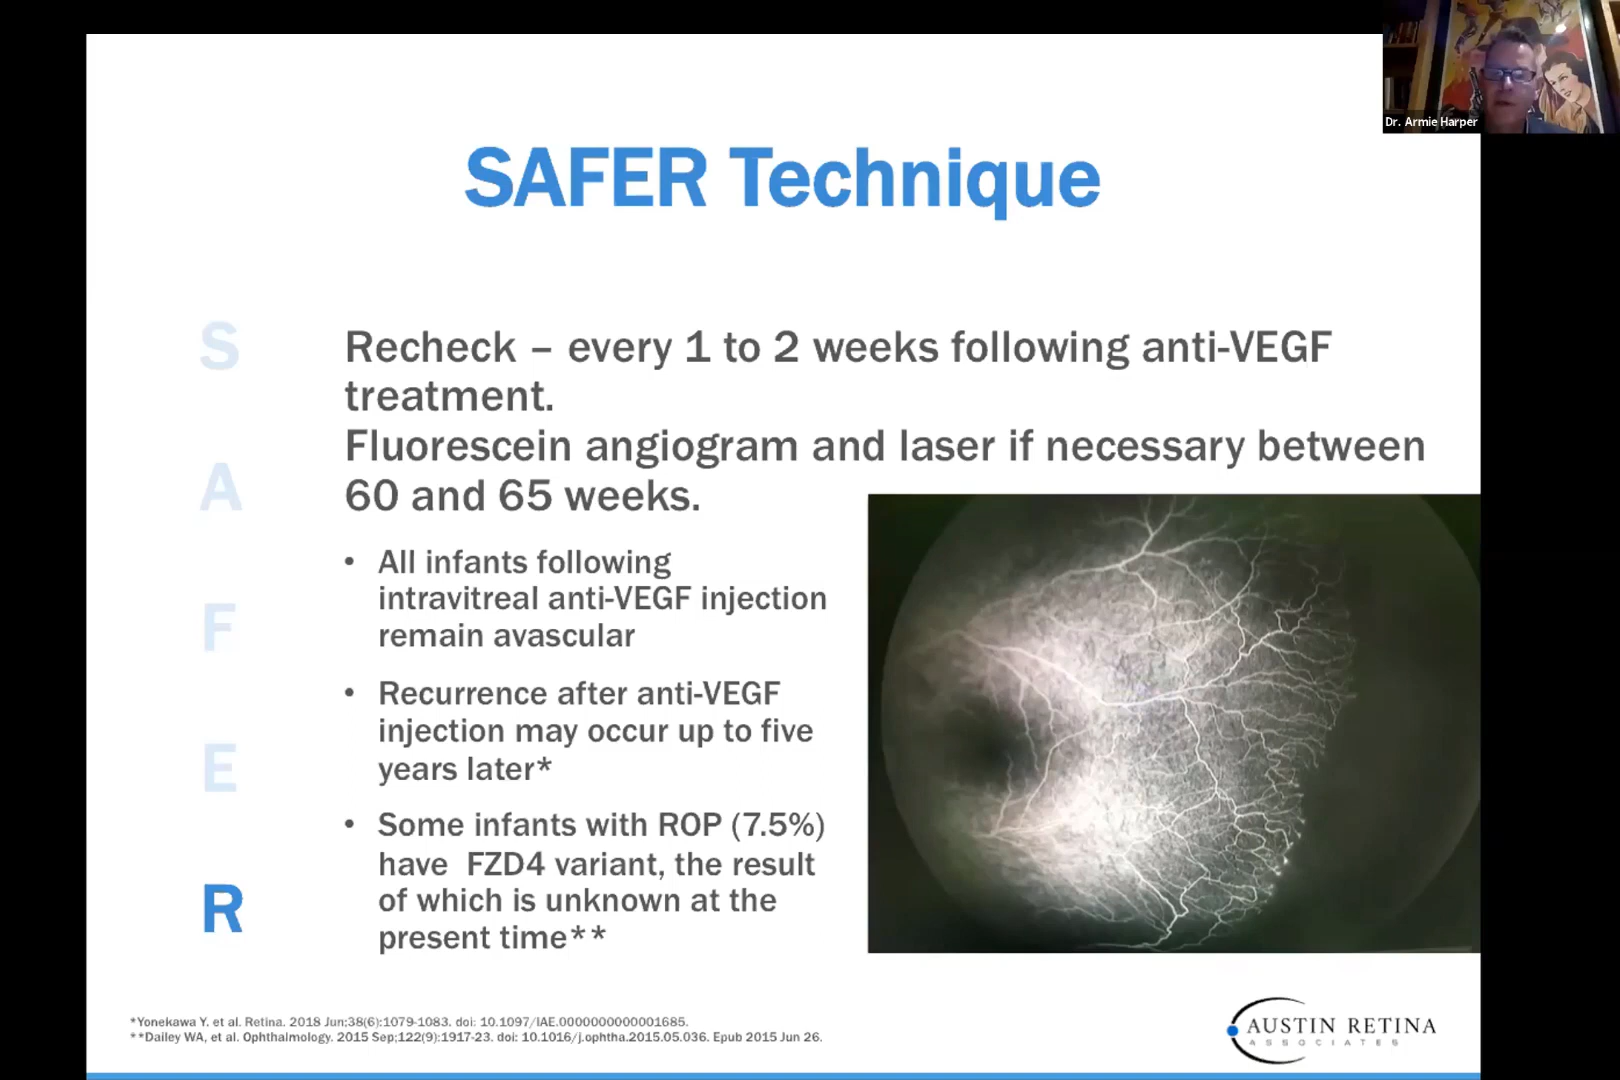 Dr. Armie Harper
SAFER Technique
S
A
F
E
R
Recheck – every 1 to 2 weeks following anti-VEGF
treatment.
Fluorescein angiogram and laser if necessary between
60 and 65 weeks.
• All infants following
intravitreal anti-VEGF injection
remain avascular
• Recurrence after anti-VEGF
injection may occur up to five
years later*
• Some infants with ROP (7.5%)
have FZD4 variant, the result
of which is unknown at the
present time**
*Yonekawa Y. et al. Retina. 2018 Jun;38(6):1079-1083. doi: 10.1097/IAE.0000000000001685.
**Dailey WA, et al. Ophthalmology. 2015 Sep;122(9):1917-23. doi: 10.1016/j.ophtha.2015.05.036. Epub 2015 Jun 26.
AUSTIN RETINA
ASSOCIATES